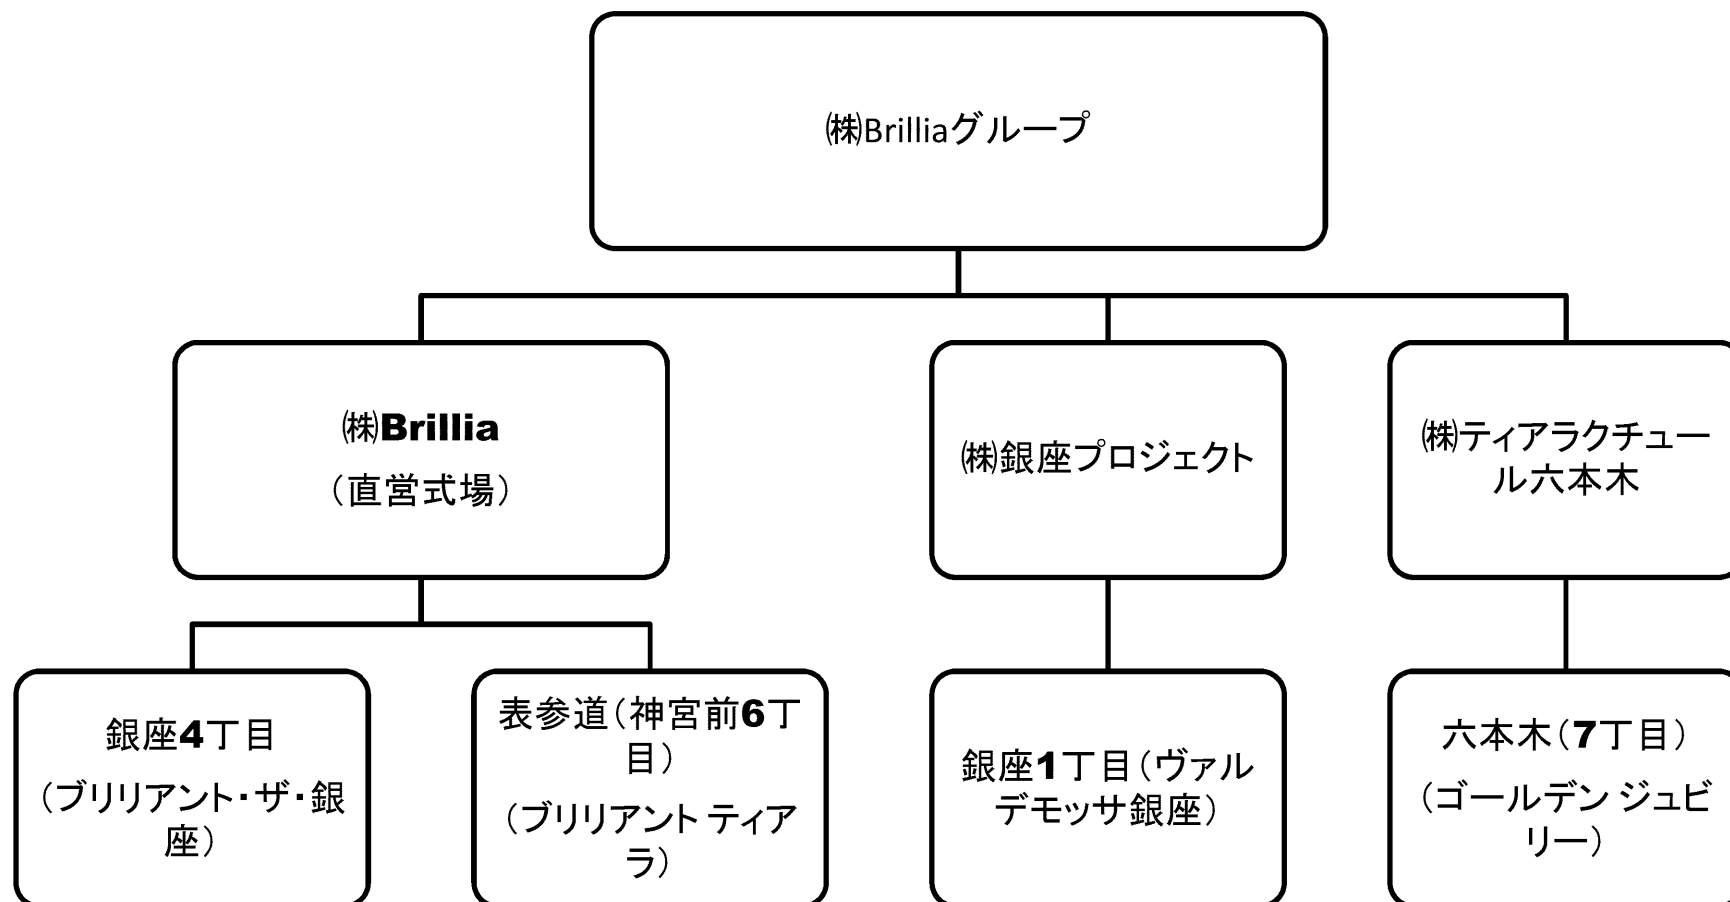 ㈱Brilliaグループ
㈱Brillia
（直営式場）
㈱銀座プロジェクト
㈱ティアラクチュー
ル六本木
銀座4丁目
（ブリリアント・ザ・銀
座）
表参道（神宮前6丁
目）
（ブリリアント ティア
ラ）
銀座1丁目（ヴァル
デモッサ銀座）
六本木（7丁目）
（ゴールデン ジュビ
リー）